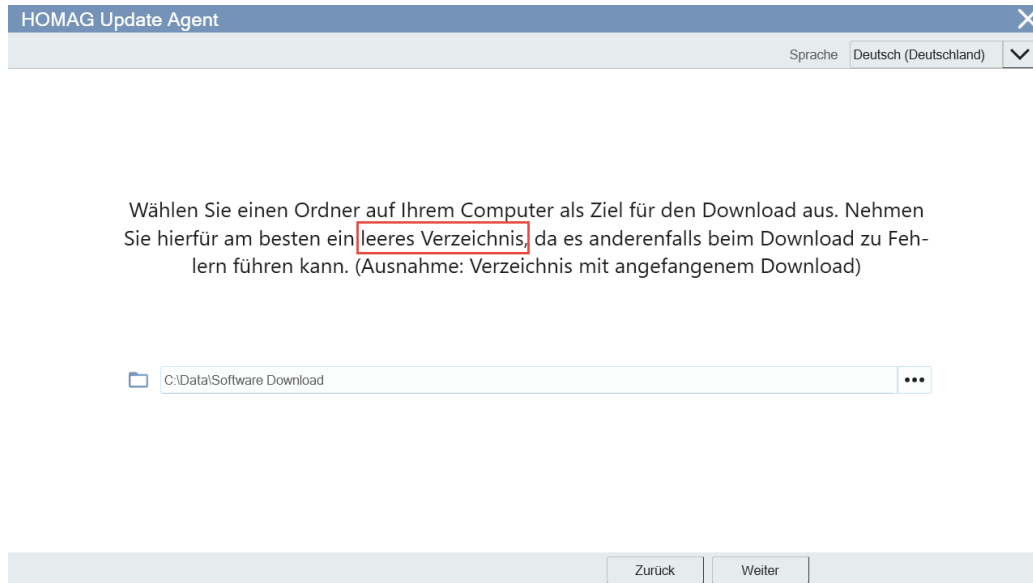 HOMAG Update Agent
Sprache Deutsch (Deutschland)
Wählen Sie einen Ordner auf Ihrem Computer als Ziel für den Download aus. Nehmen
Sie hierfür am besten ein leeres Verzeichnis, da es anderenfalls beim Download zu Feh-
lern führen kann. (Ausnahme: Verzeichnis mit angefangenem Download)
C:\Data\Software Download
Zurück Weiter